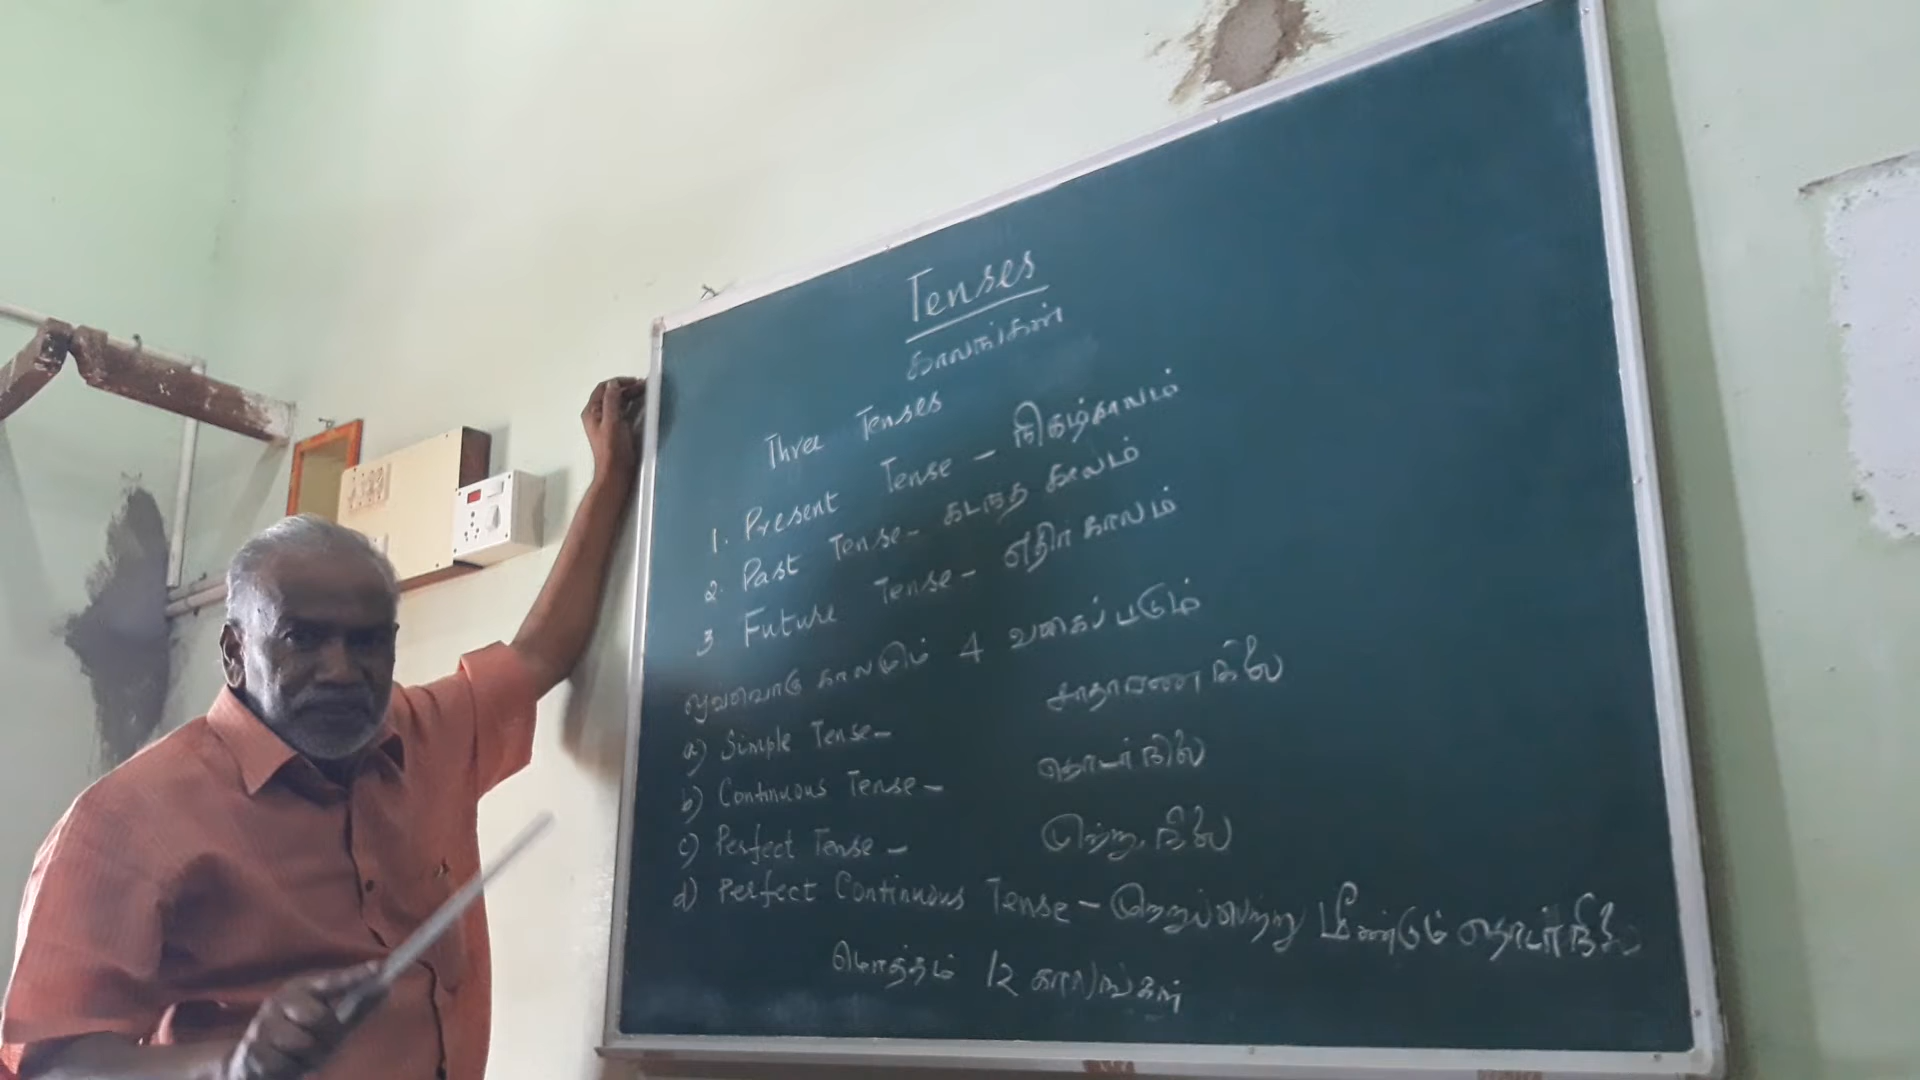 Tenses
காலங்கள்
Three Tenses
1. Present Tense - நிகழ்காலம்
2. Past Tense - கடந்த காலம்
3 Future Tense - எதிர்காலம்
ஒவ்வொரு காலமும் 4 வகைப்படும்
a) Simple Tense - சாதாரண நிலை
b) Continuous Tense - தொடர் நிலை
c) Perfect Tense - முற்று நிலை
d) Perfect Continuous Tense - முற்றுப்பெற்று மீண்டும் தொடர்நிலை
மொத்தம் 12 காலங்கள்